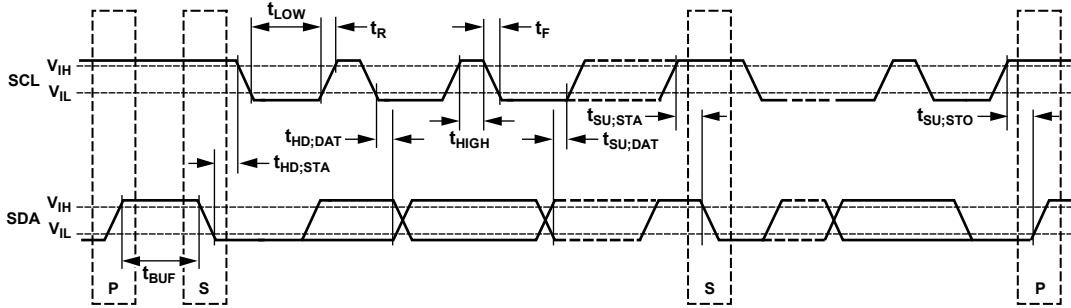 tLOW
tR
tF
VIH
SCL
VIL
tHD;DAT
tHIGH
tSU;STA
tSU;DAT
tSU;STO
tHD;STA
VIH
SDA
VIL
tBUF
P
S
S
P